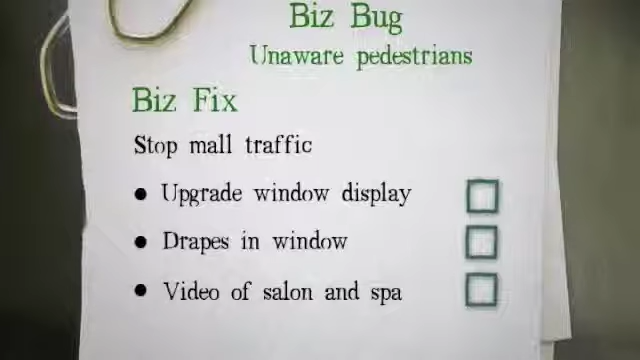 Biz Bug
Unaware pedestrians
Biz Fix
Stop mall traffic
● Upgrade window display
● Drapes in window
● Video of salon and spa